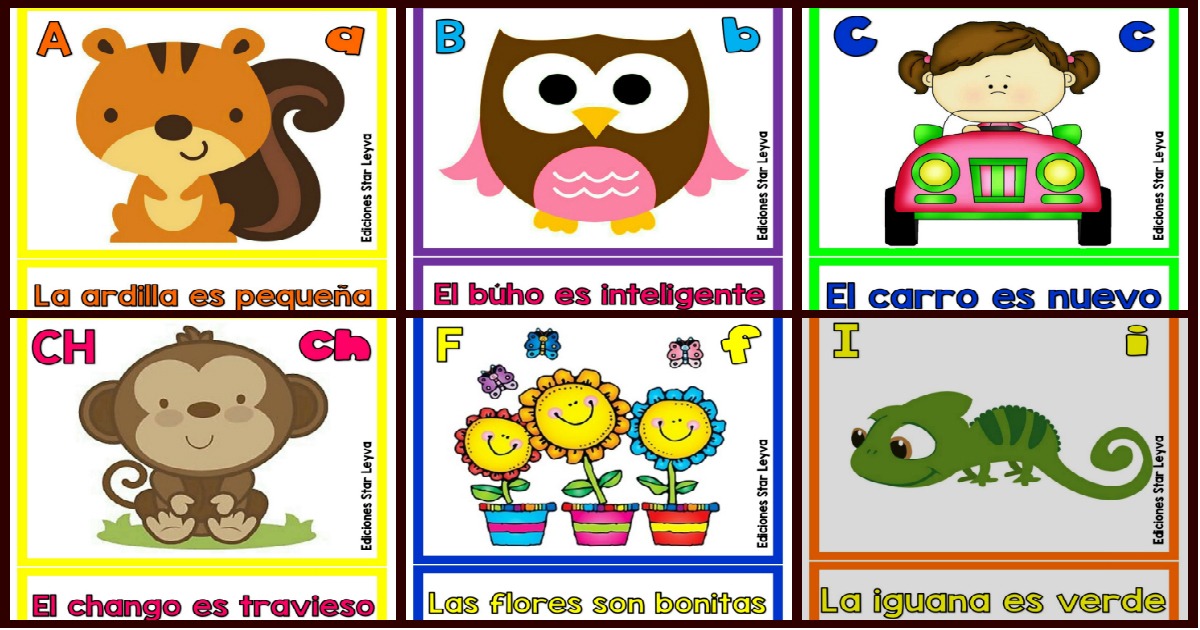 A a
Ediciones Star Leyva
La ardilla es pequeña
B b
Ediciones Star Leyva
El búho es inteligente
C c
Ediciones Star Leyva
El carro es nuevo
CH ch
Ediciones Star Leyva
El chango es travieso
F f
Ediciones Star Leyva
Las flores son bonitas
I i
Ediciones Star Leyva
La iguana es verde